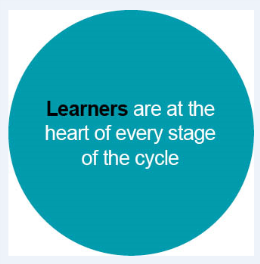 Learners are at the
heart of every stage
of the cycle